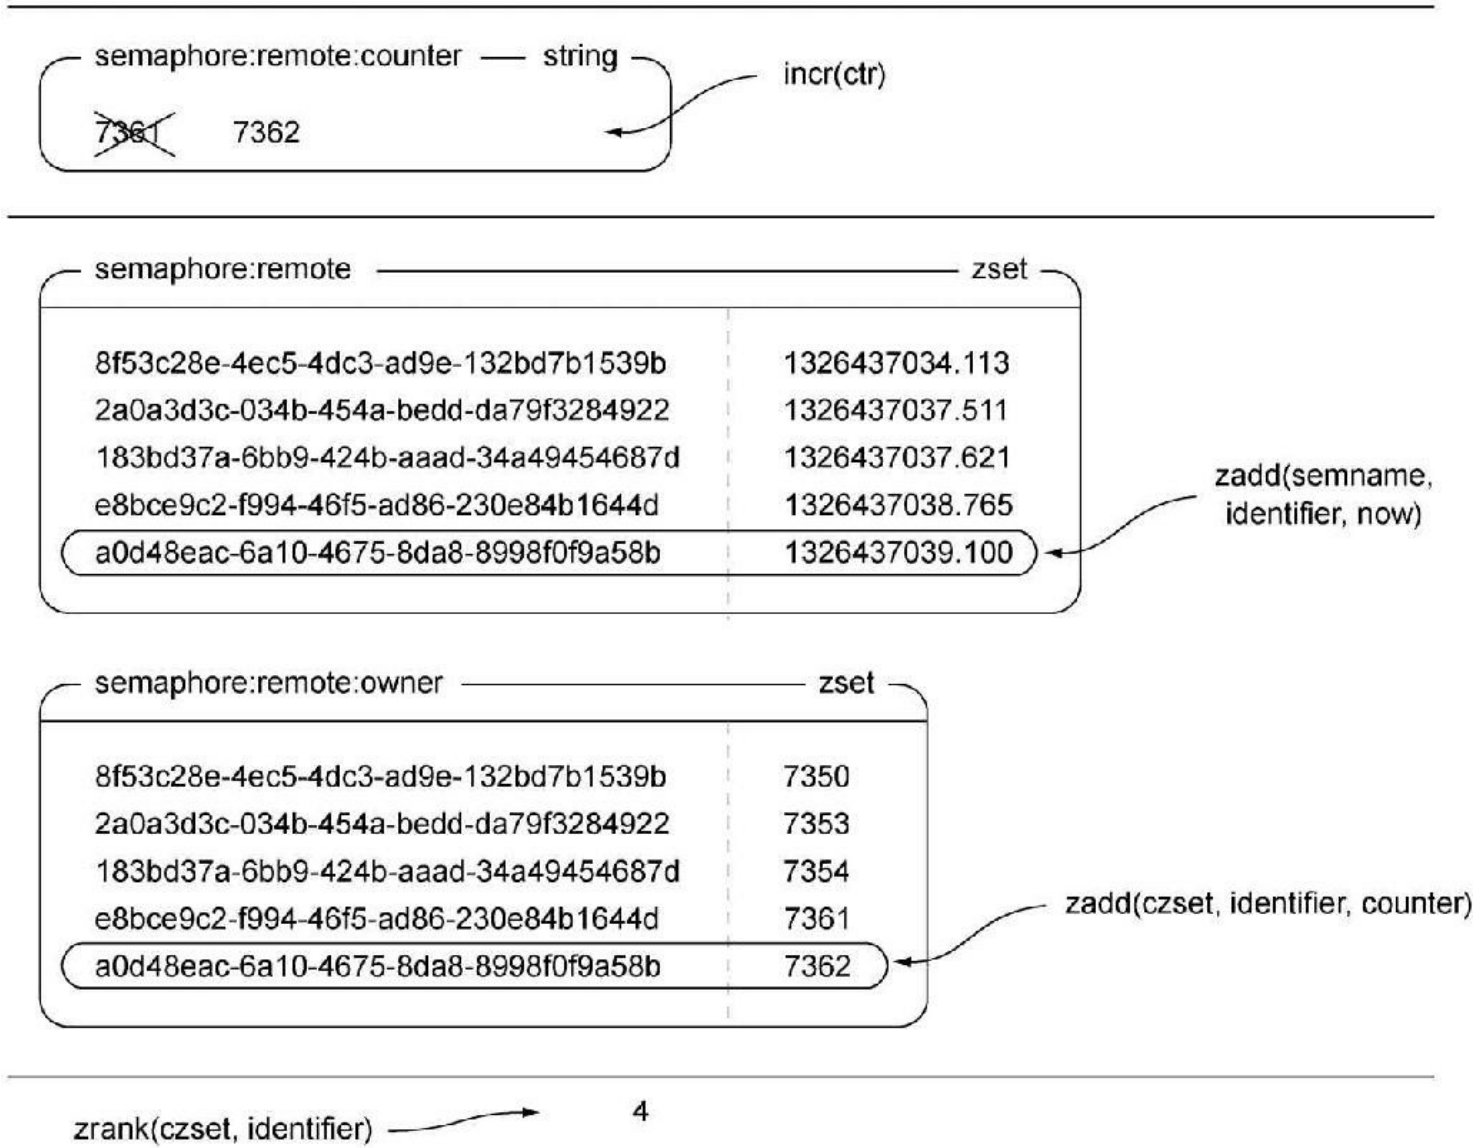 semaphore:remote:counter string
incr(ctr)
7361 7362
semaphore:remote zset
8f53c28e-4ec5-4dc3-ad9e-132bd7b1539b 1326437034.113
2a0a3d3c-034b-454a-bedd-da79f3284922 1326437037.511
183bd37a-6bb9-424b-aaad-34a49454687d 1326437037.621
e8bce9c2-f994-46f5-ad86-230e84b1644d 1326437038.765
a0d48eac-6a10-4675-8da8-8998f0f9a58b 1326437039.100
zadd(semname,
identifier, now)
semaphore:remote:owner zset
8f53c28e-4ec5-4dc3-ad9e-132bd7b1539b 7350
2a0a3d3c-034b-454a-bedd-da79f3284922 7353
183bd37a-6bb9-424b-aaad-34a49454687d 7354
e8bce9c2-f994-46f5-ad86-230e84b1644d 7361
a0d48eac-6a10-4675-8da8-8998f0f9a58b 7362
zadd(czset, identifier, counter)
zrank(czset, identifier) 4